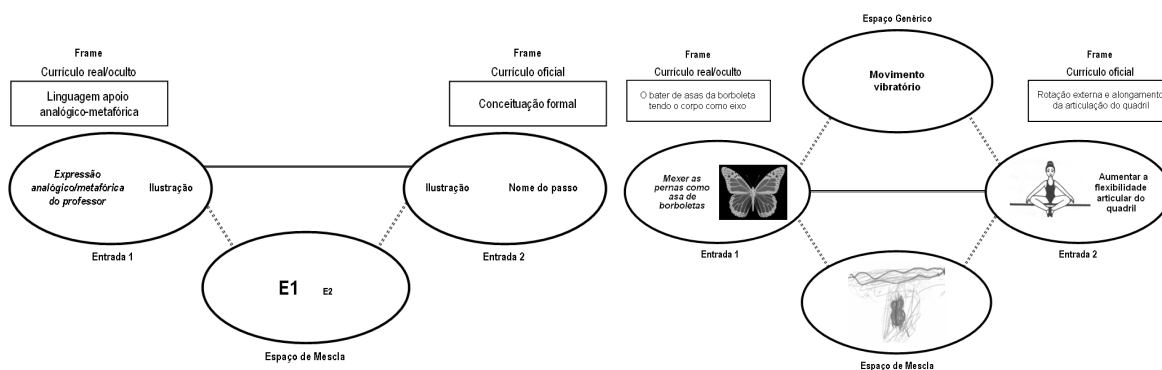 Frame
Currículo real/oculto
Linguagem apoio
analógico-metafórica
Frame
Currículo oficial
Conceituação formal
Expressão
analógico/metafórica
do professor
Ilustração
Entrada 1
Ilustração
Nome do passo
Entrada 2
E1
E2
Espaço de Mescla
Espaço Genérico
Movimento
vibratório
Frame
Currículo real/oculto
O bater de asas da borboleta
tendo o corpo como eixo
Frame
Currículo oficial
Rotação externa e alongamento
da articulação do quadril
Mexer as
pernas como
asa de
borboletas
Entrada 1
Aumentar a
flexibilidade
articular do
quadril
Entrada 2
Espaço de Mescla